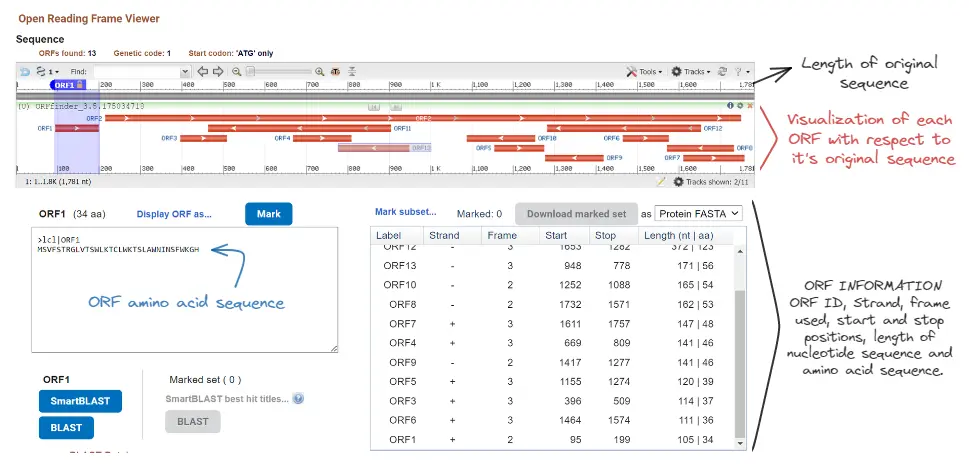 Open Reading Frame Viewer
Sequence
ORFs found: 13 Genetic code: 1 Start codon: 'ATG' only
1 Find: Tools Tracks ?
1 ORF1 200 300 400 500 600 700 800 900 1 K 1,100 1,200 1,300 1,400 1,500 1,600 1,781
Length of original
sequence
(U) ORFfinder_3.5.175034713
ORF2 ORF2
ORF1 ORF11 ORF12
ORF3 ORF4 ORF10 ORF6
ORF13 ORF5 ORF8
ORF9 ORF7
Visualization of each
ORF with respect to
it's original sequence
100 200 300 400 500 600 700 800 900 1 K 1,100 1,200 1,300 1,400 1,500 1,600 1,781
1: 1..1.8K (1,781 nt) Tracks shown: 2/11
ORF1 (34 aa) Display ORF as... Mark
>lcl|ORF1
MSVFSTRGLVTSWLKTCLWKTSLAWNINSFWKGH
ORF amino acid sequence
ORF1
SmartBLAST
BLAST
Marked set ( 0 )
SmartBLAST best hit titles... ?
BLAST
Mark subset... Marked: 0 Download marked set as Protein FASTA
Label Strand Frame Start Stop Length (nt | aa)
ORF12 - 3 1653 1282 372 | 123
ORF13 - 3 948 778 171 | 56
ORF10 - 2 1252 1088 165 | 54
ORF8 - 2 1732 1571 162 | 53
ORF7 + 3 1611 1757 147 | 48
ORF4 + 3 669 809 141 | 46
ORF9 - 2 1417 1277 141 | 46
ORF5 + 3 1155 1274 120 | 39
ORF3 + 3 396 509 114 | 37
ORF6 + 3 1464 1574 111 | 36
ORF1 + 2 95 199 105 | 34
ORF INFORMATION
ORF ID, Strand, frame
used, start and stop
positions, length of
nucleotide sequence and
amino acid sequence.